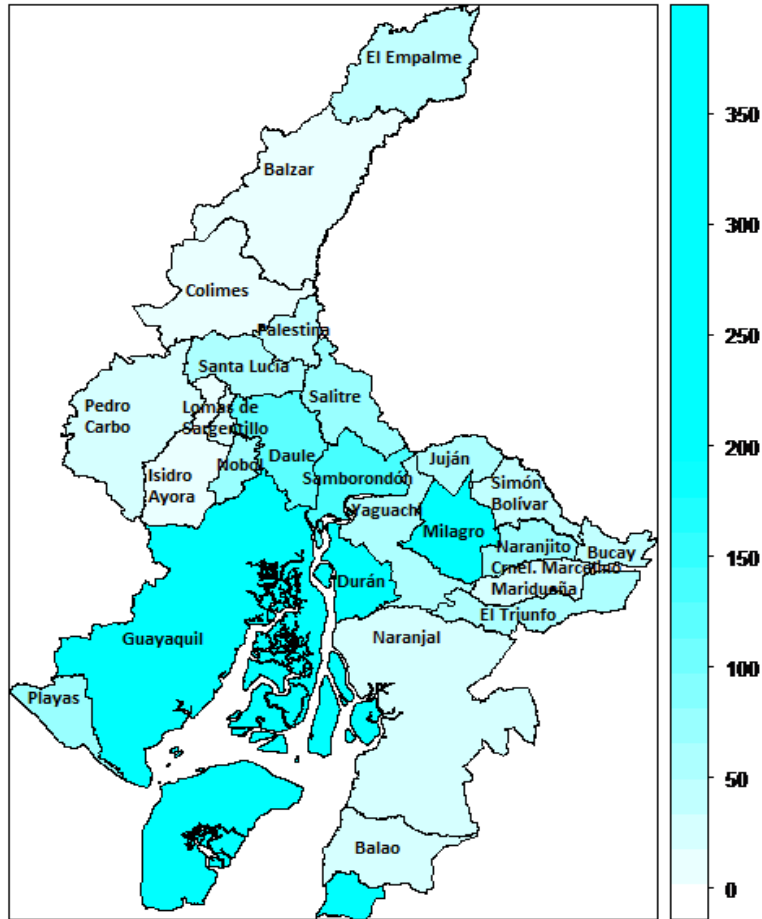 El Empalme
Balzar
Colimes
Palestina
Santa Lucía
Salitre
Pedro
Carbo
Lomas de
Sargentillo
Daule
Nobol
Isidro
Ayora
Samborondón
Juján
Simón
Bolívar
Yaguachi
Milagro
Naranjito
Bucay
Crnel. Marcelino
Maridueña
El Triunfo
Durán
Guayaquil
Naranjal
Playas
Balao
350
300
250
200
150
100
50
0